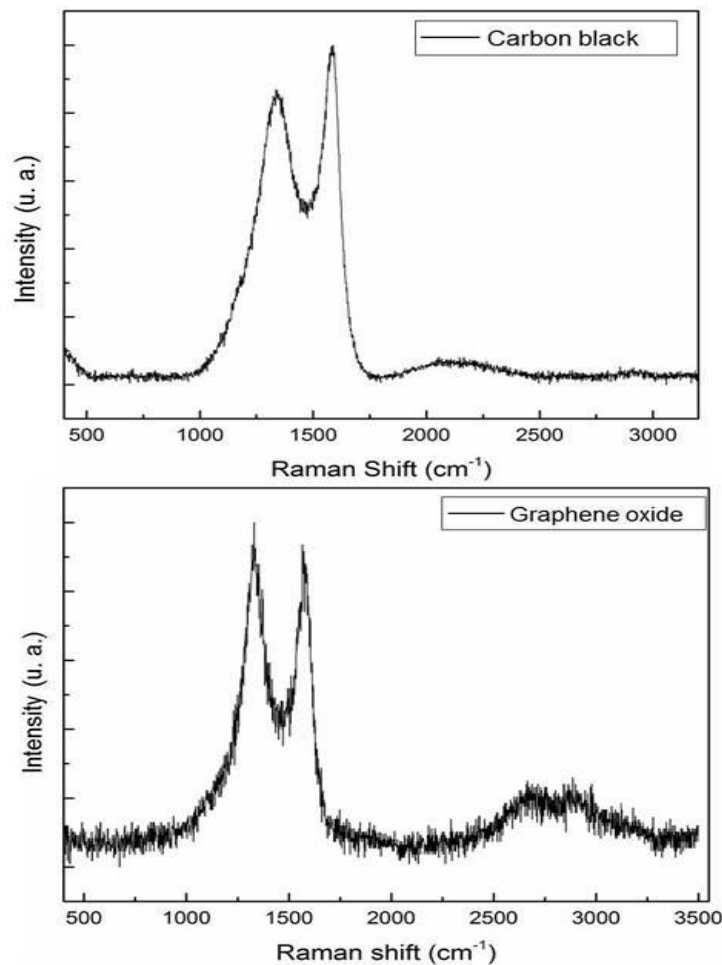 Carbon black
Intensity (u. a.)
500 1000 1500 2000 2500 3000
Raman Shift (cm⁻¹)
Graphene oxide
Intensity (u. a.)
500 1000 1500 2000 2500 3000 3500
Raman shift (cm⁻¹)